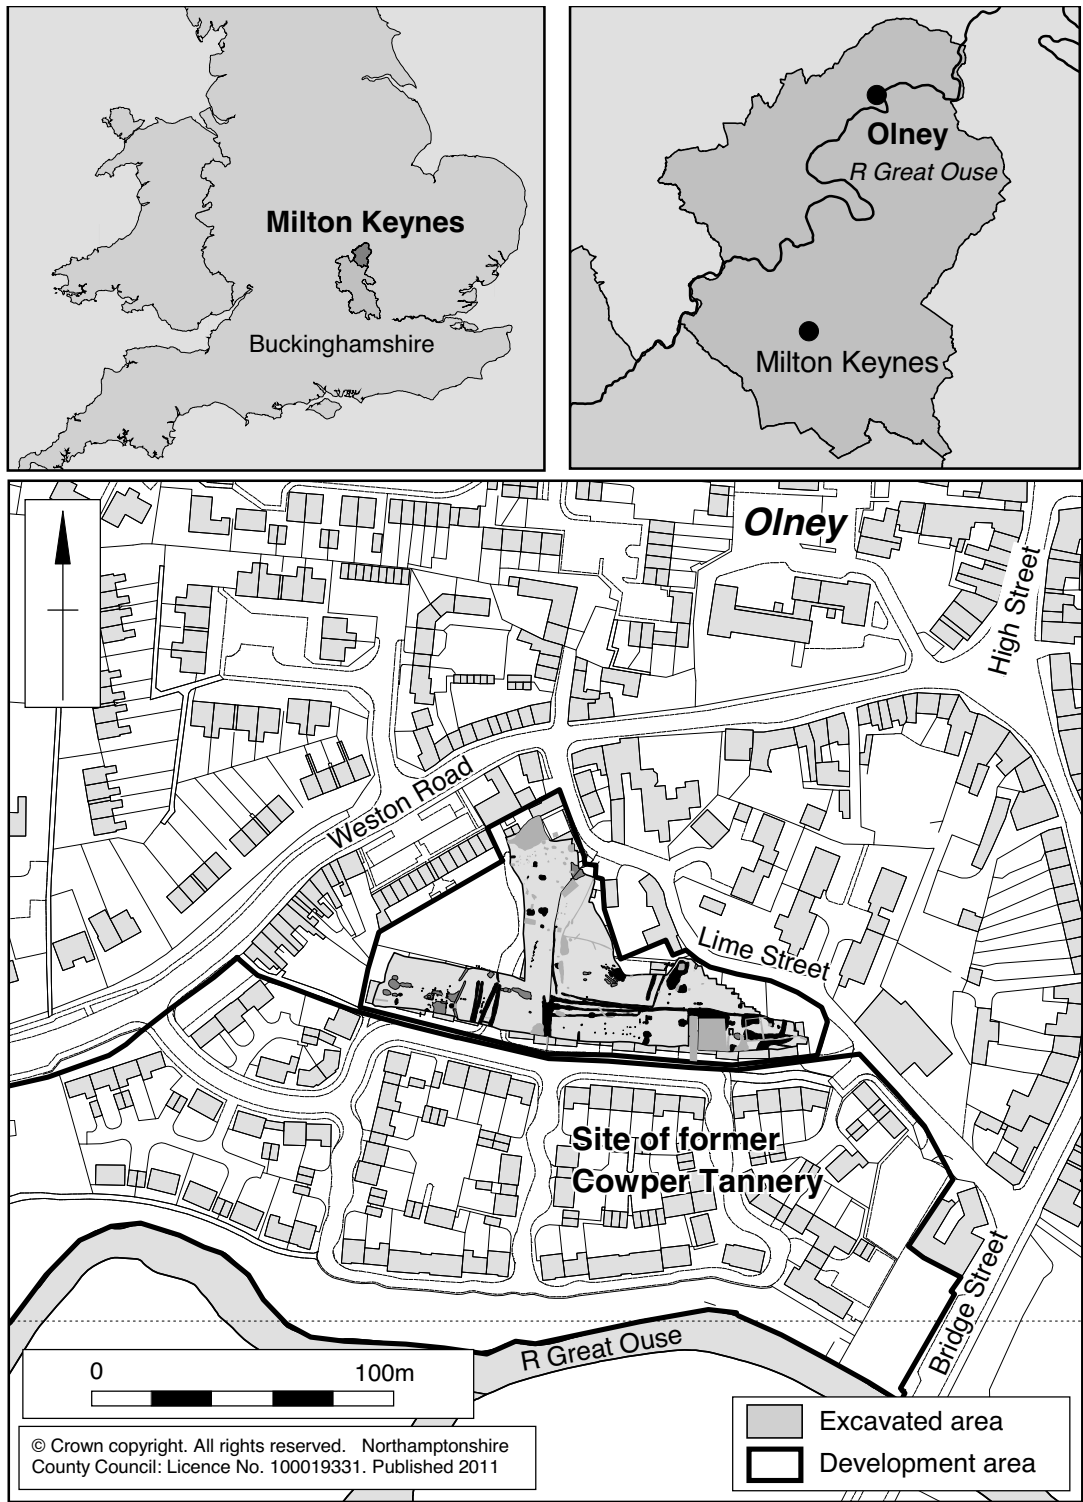 Milton Keynes
Buckinghamshire
Olney
R Great Ouse
Milton Keynes
Olney
High Street
Weston Road
Lime Street
Site of former
Cowper Tannery
Bridge Street
R Great Ouse
0 100m
© Crown copyright. All rights reserved. Northamptonshire
County Council: Licence No. 100019331. Published 2011
Excavated area
Development area